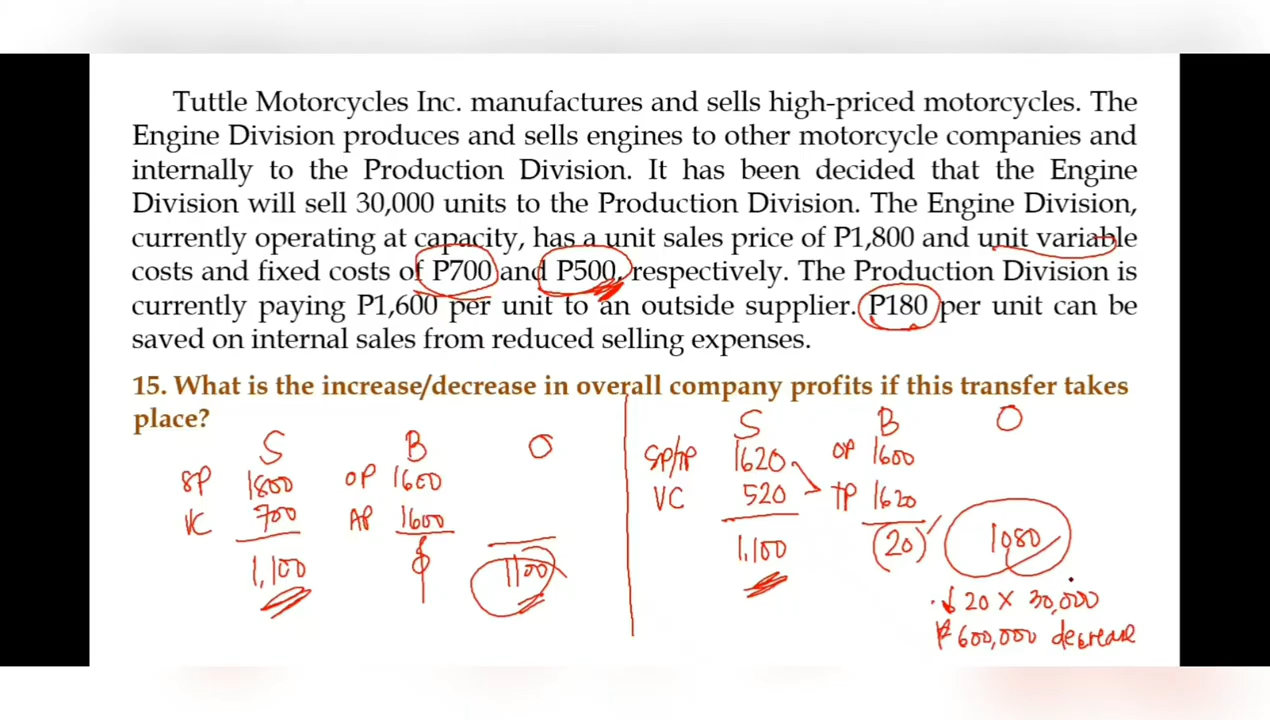 Tuttle Motorcycles Inc. manufactures and sells high-priced motorcycles. The
Engine Division produces and sells engines to other motorcycle companies and
internally to the Production Division. It has been decided that the Engine
Division will sell 30,000 units to the Production Division. The Engine Division,
currently operating at capacity, has a unit sales price of P1,800 and unit variable
costs and fixed costs of P700 and P500, respectively. The Production Division is
currently paying P1,600 per unit to an outside supplier. P180 per unit can be
saved on internal sales from reduced selling expenses.
15. What is the increase/decrease in overall company profits if this transfer takes
place?
S B O
SP 1800 OP 1600
VC 700 AP 1600
1,100 ϕ 1100
S B O
SP/TP 1620 OP 1600
VC 520 TP 1620
1,100 (20) 1080
↓ 20 x 30,000
₱600,000 decrease